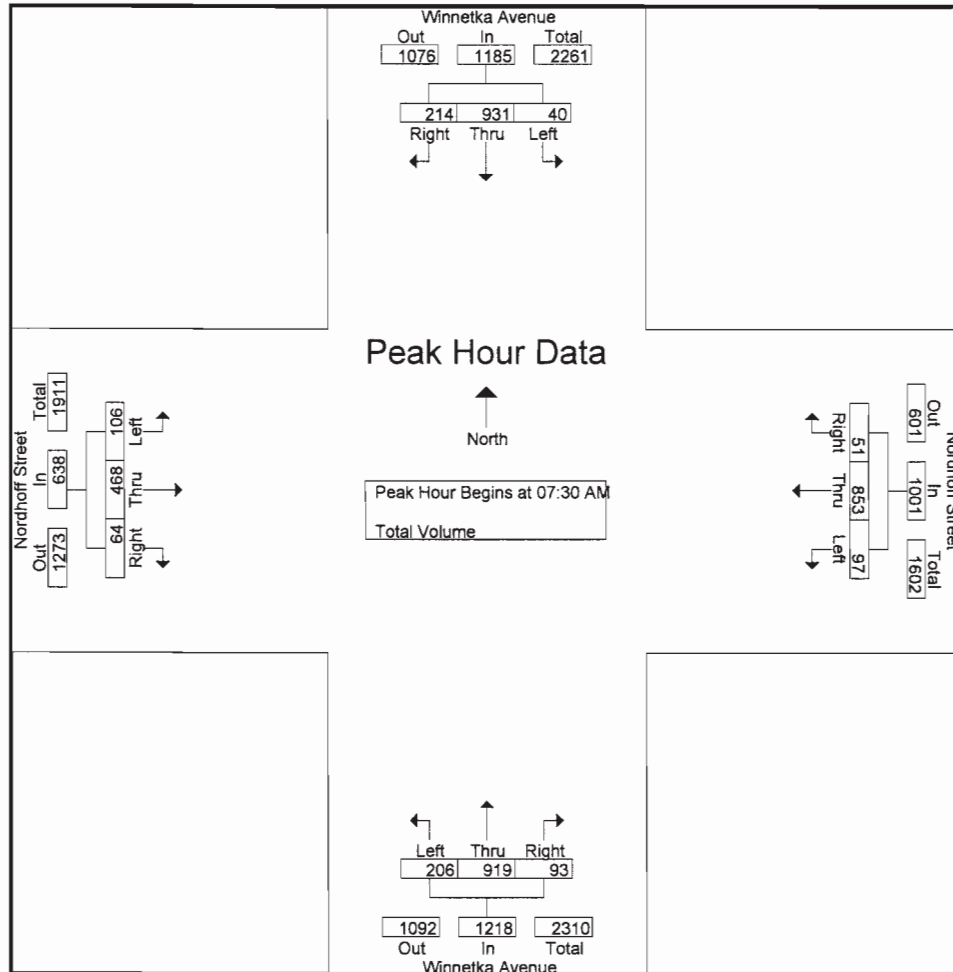 Winnetka Avenue
Out In Total
1076 1185 2261
214 931 40
Right Thru Left
Peak Hour Data
North
Peak Hour Begins at 07:30 AM
Total Volume
Nordhoff Street
Total In Out
1911 638 1273
106 468 64
Left Thru Right
Right Thru Left
51 853 97
601 1001 1602
Out In Total
Nordhoff Street
Left Thru Right
206 919 93
1092 1218 2310
Out In Total
Winnetka Avenue